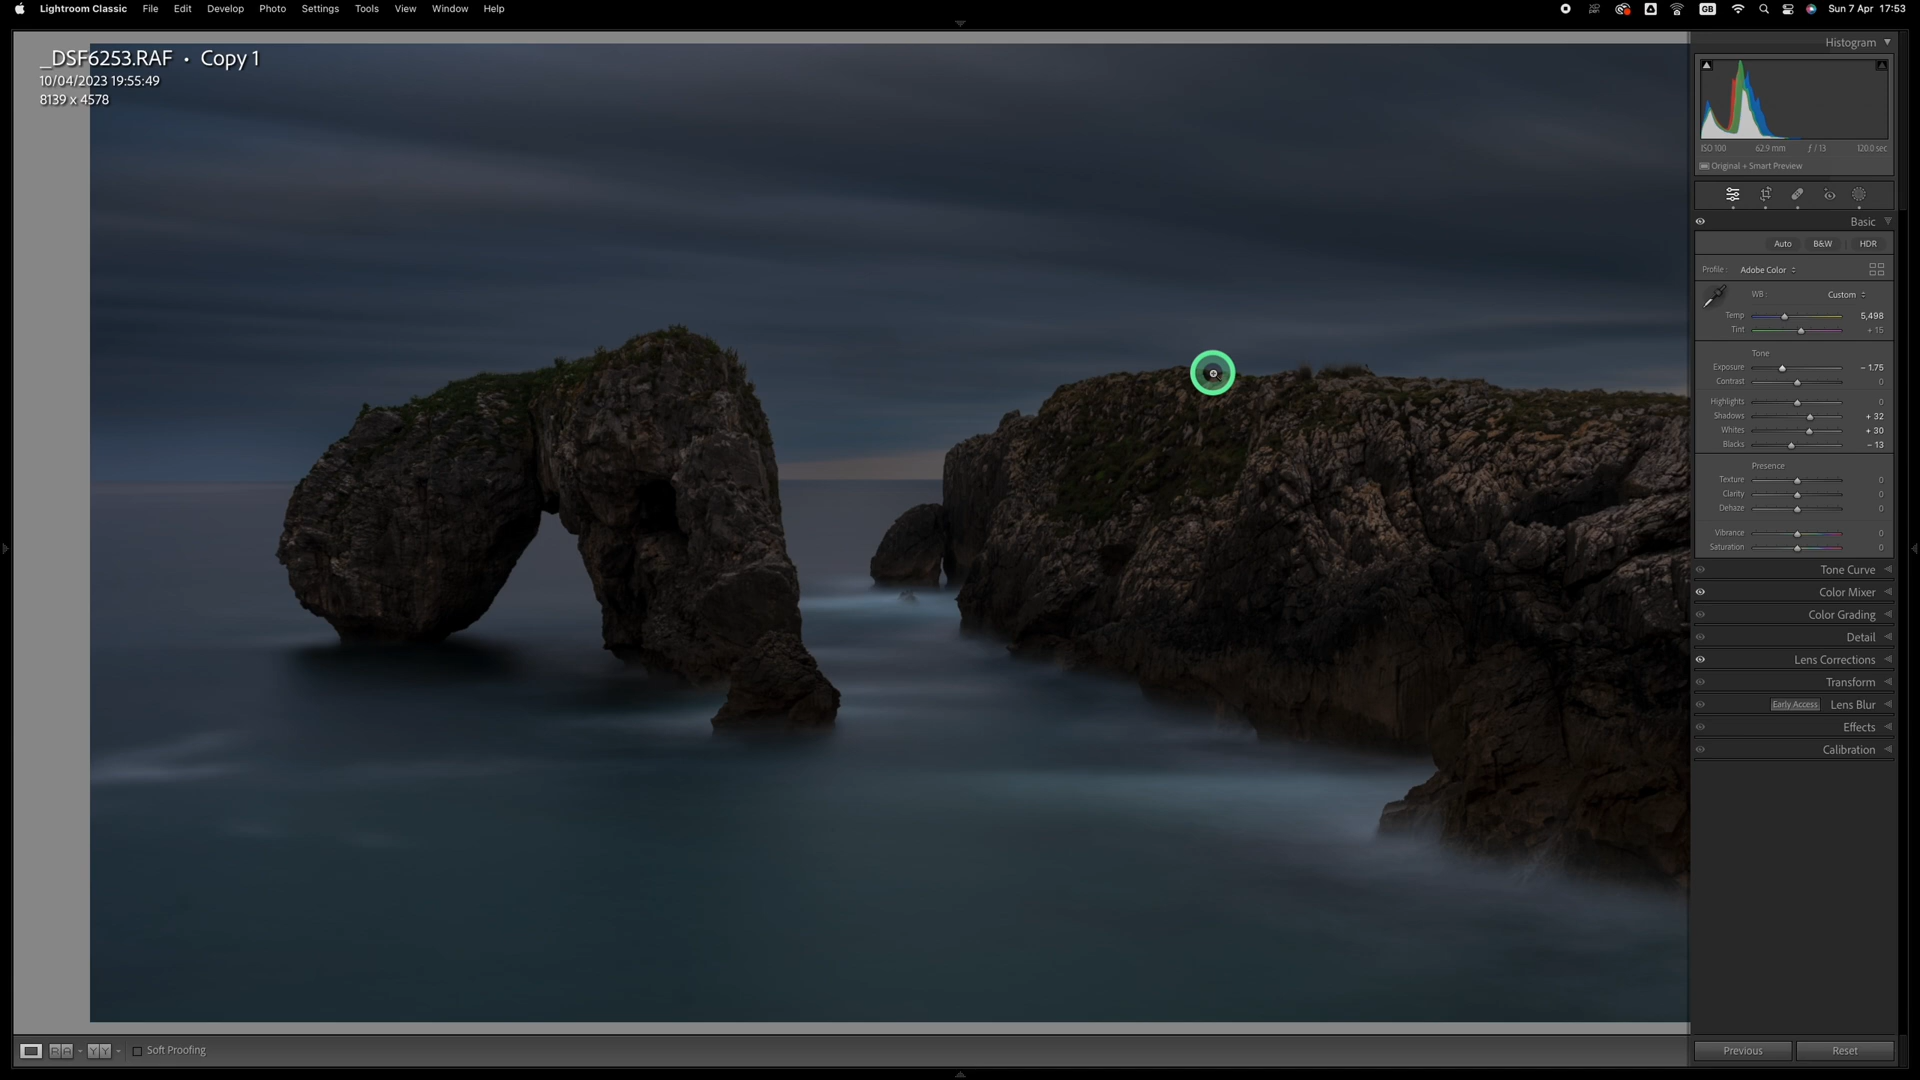 Lightroom Classic File Edit Develop Photo Settings Tools View Window Help GB Sun 7 Apr 17:53
_DSF6253.RAF • Copy 1
10/04/2023 19:55:49
8139 x 4578
Histogram
ISO 100 62.9 mm ƒ / 13 120.0 sec
Original + Smart Preview
Basic
Auto B&W HDR
Profile : Adobe Color
WB : Custom
Temp 5,498
Tint + 15
Tone
Exposure − 1.75
Contrast 0
Highlights 0
Shadows + 32
Whites + 30
Blacks − 13
Presence
Texture 0
Clarity 0
Dehaze 0
Vibrance 0
Saturation 0
Tone Curve
Color Mixer
Color Grading
Detail
Lens Corrections
Transform
Early Access Lens Blur
Effects
Calibration
R R Y Y Soft Proofing
Previous Reset